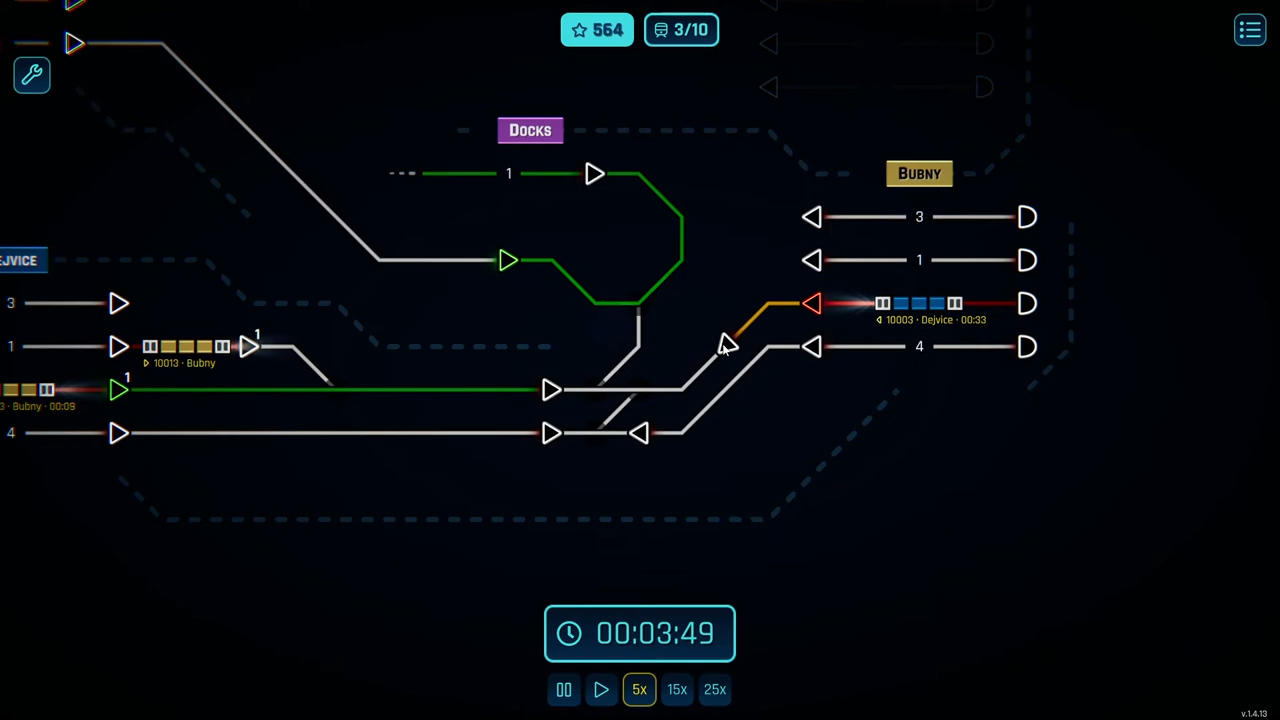 564
3/10
DOCKS
1
BUBNY
3
EJVICE
1
3
10003 · Dejvice · 00:33
1
1
10013 · Bubny
4
1
3 · Bubny · 00:09
4
00:03:49
5x
15x
25x
v.1.4.13